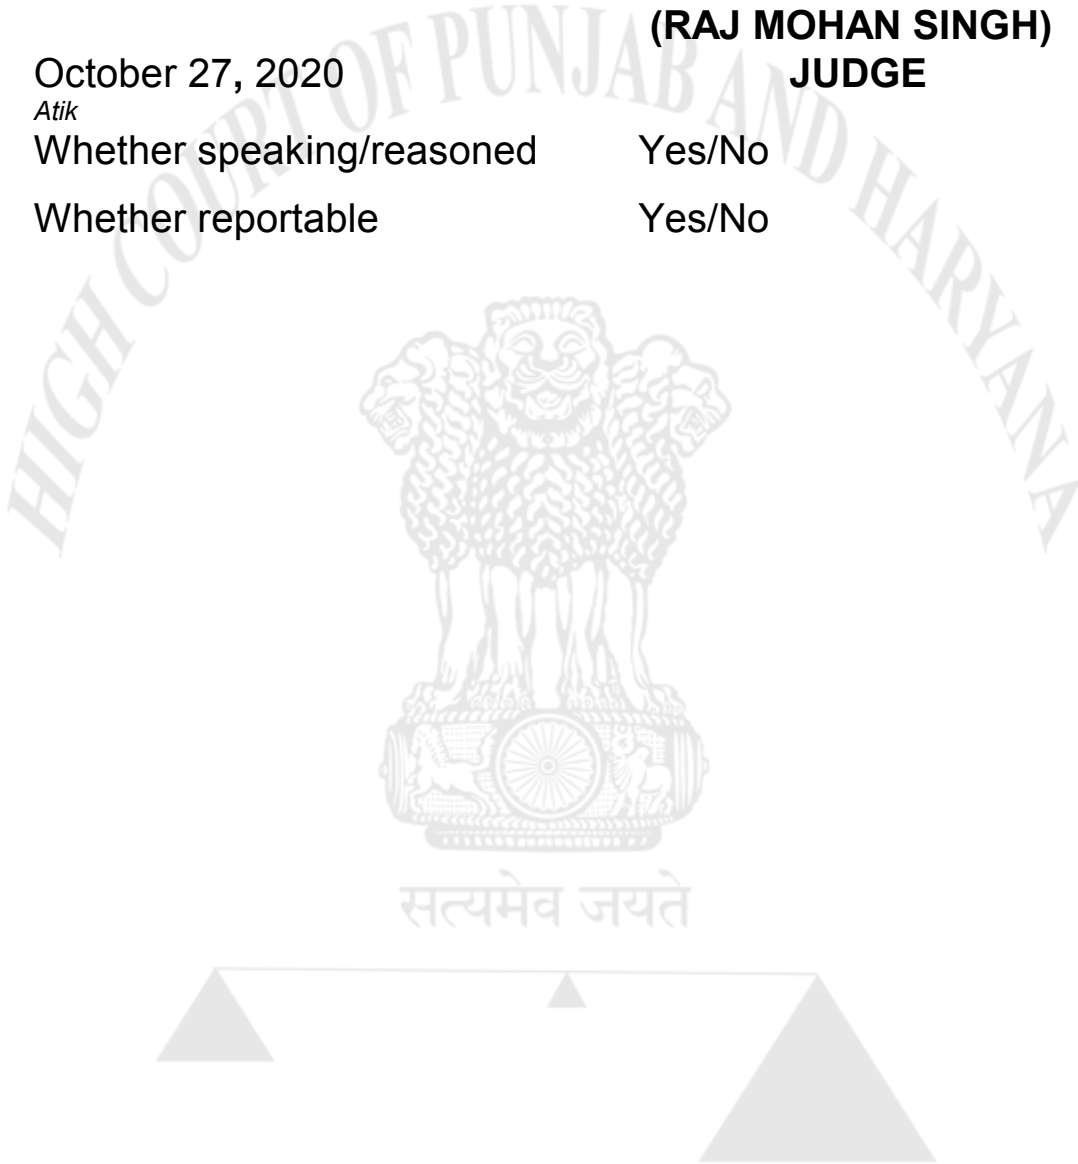 (RAJ MOHAN SINGH)
October 27, 2020 JUDGE
Atik
Whether speaking/reasoned Yes/No
Whether reportable Yes/No
HIGH COURT OF PUNJAB AND HARYANA
सत्यमेव जयते